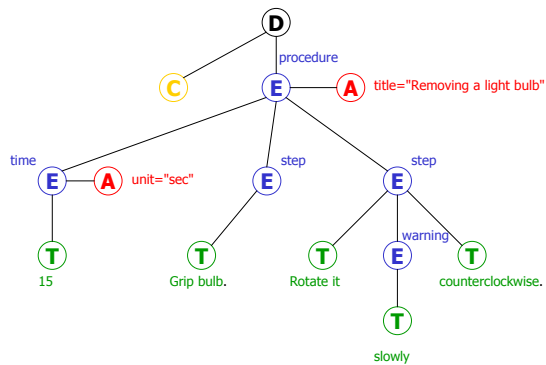 D
procedure
C E A title="Removing a light bulb"
time step step
E A unit="sec" E E
T T T E warning T
15 Grip bulb. Rotate it counterclockwise.
T
slowly